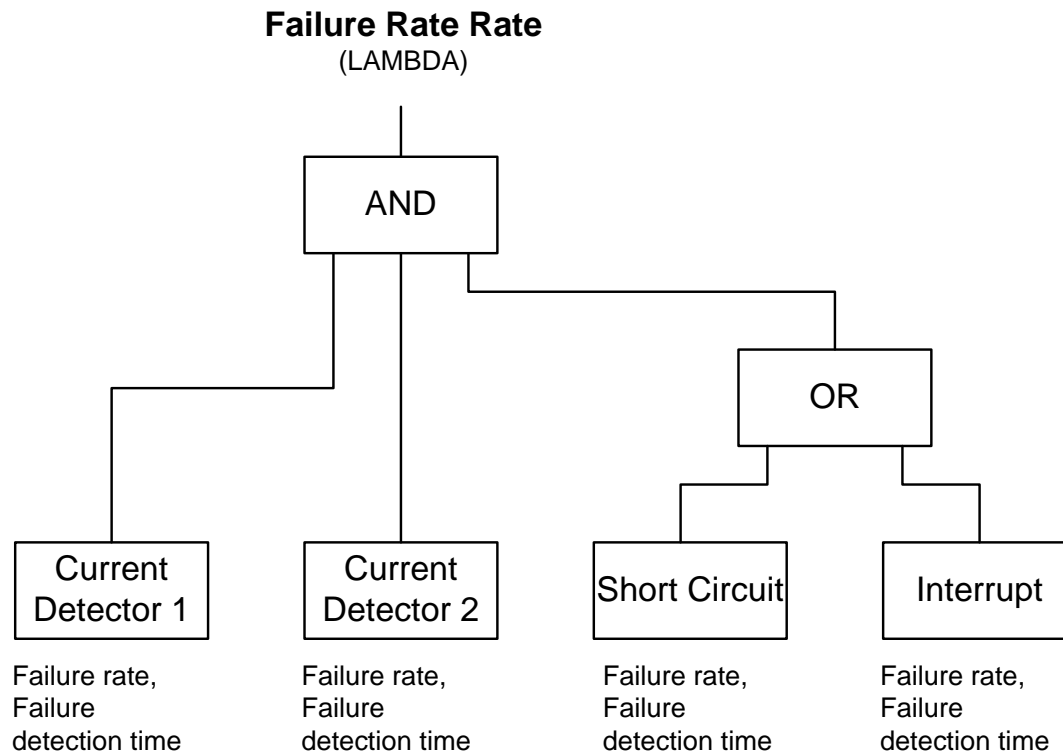 Failure Rate Rate
(LAMBDA)
AND
OR
Current
Detector 1
Current
Detector 2
Short Circuit
Interrupt
Failure rate,
Failure
detection time
Failure rate,
Failure
detection time
Failure rate,
Failure
detection time
Failure rate,
Failure
detection time